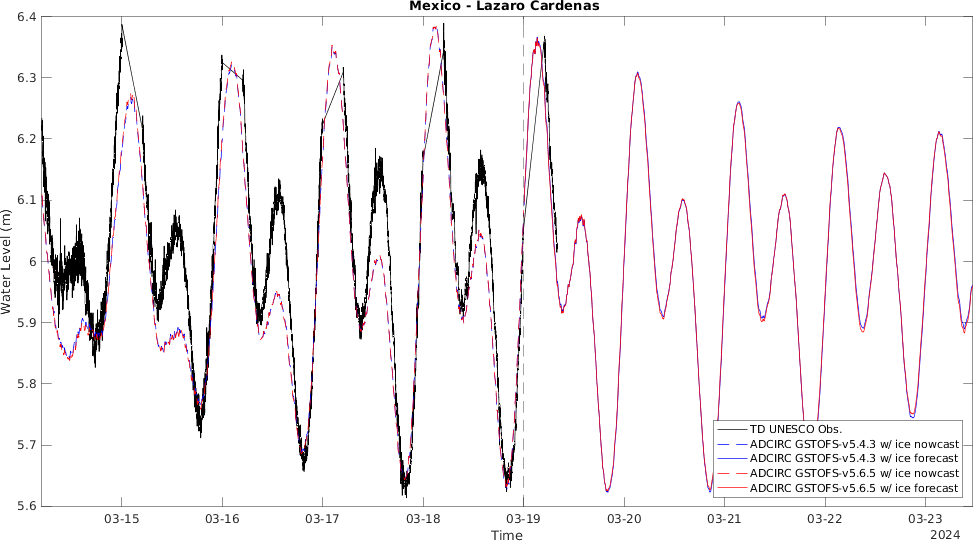 Mexico - Lazaro Cardenas
6.4
6.3
6.2
6.1
6
5.9
5.8
5.7
5.6
Water Level (m)
TD UNESCO Obs.
ADCIRC GSTOFS-v5.4.3 w/ ice nowcast
ADCIRC GSTOFS-v5.4.3 w/ ice forecast
ADCIRC GSTOFS-v5.6.5 w/ ice nowcast
ADCIRC GSTOFS-v5.6.5 w/ ice forecast
03-15 03-16 03-17 03-18 03-19 03-20 03-21 03-22 03-23
Time
2024